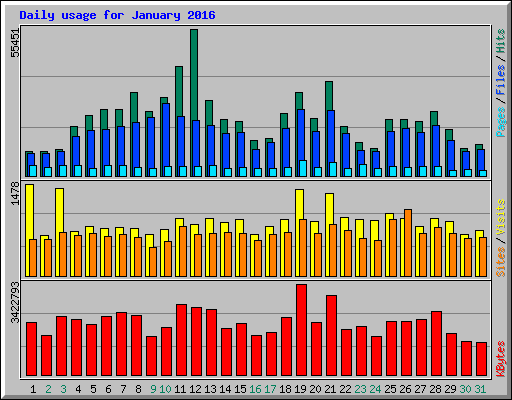 Daily usage for January 2016
55451
1478
3422793
Pages / Files / Hits
Sites / Visits
KBytes
1 2 3 4 5 6 7 8 9 10 11 12 13 14 15 16 17 18 19 20 21 22 23 24 25 26 27 28 29 30 31